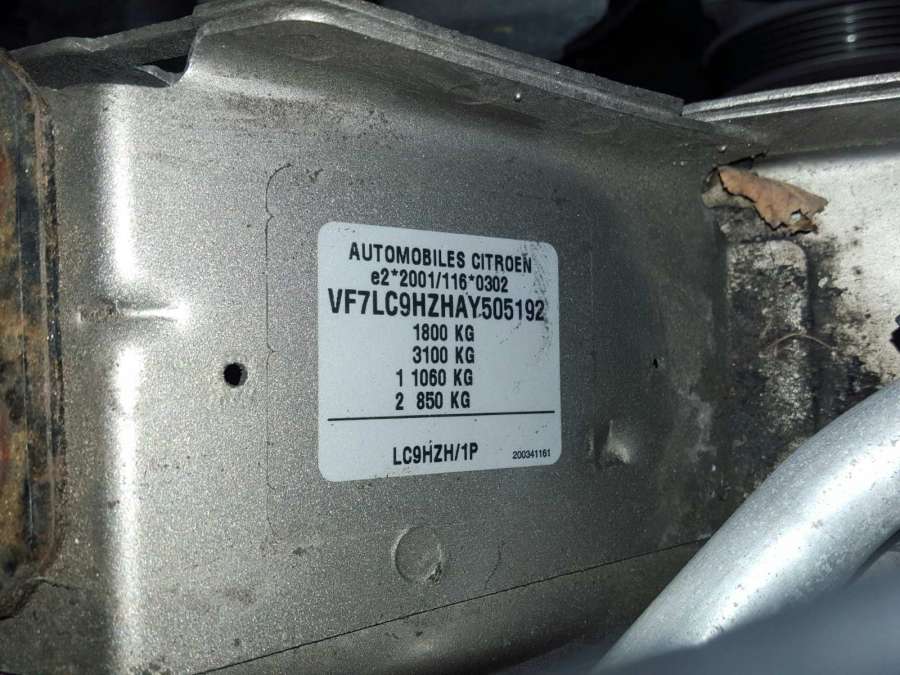 AUTOMOBILES CITROEN
e2*2001/116*0302
VF7LC9HZHAY505192
1800 KG
3100 KG
1 1060 KG
2 850 KG
LC9HZH/1P
200341161